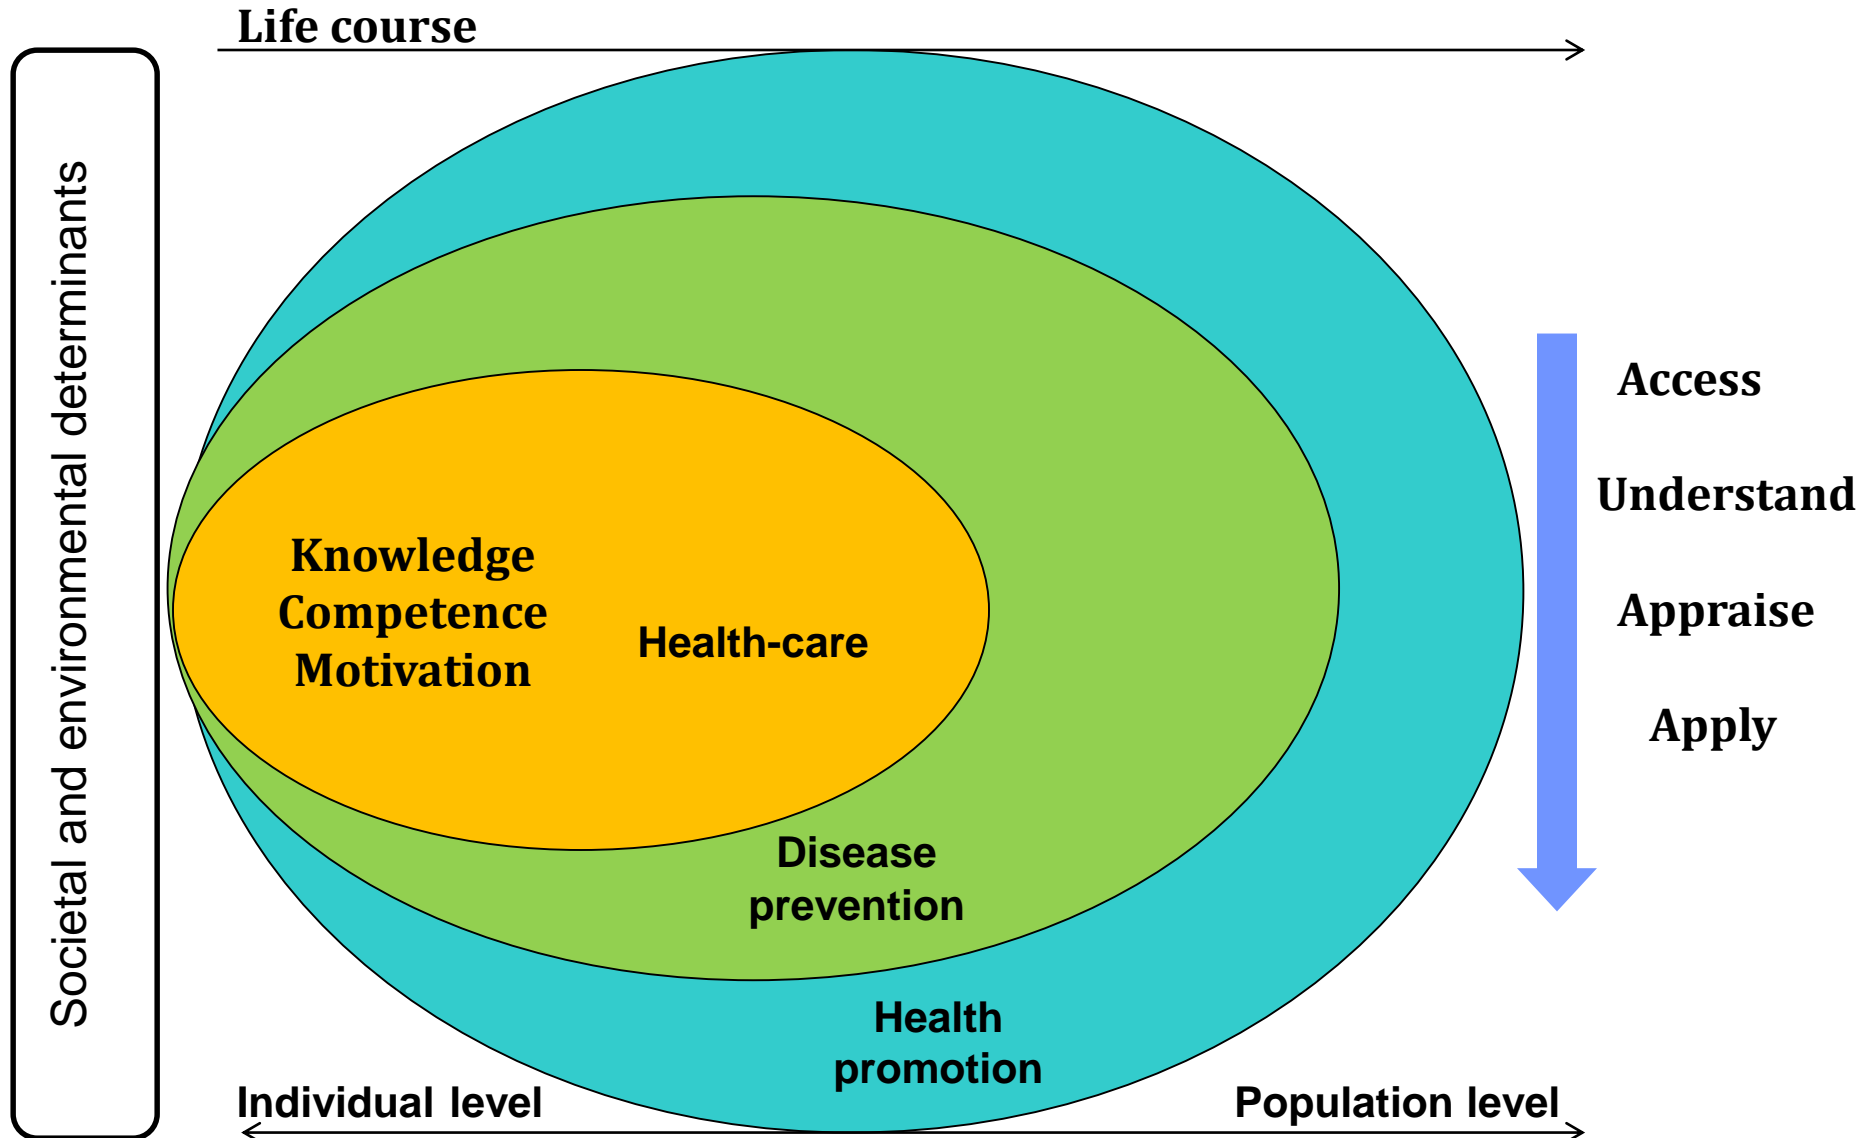 Life course
Societal and environmental determinants
Knowledge
Competence
Motivation
Health-care
Disease
prevention
Health
promotion
Access
Understand
Appraise
Apply
Individual level
Population level